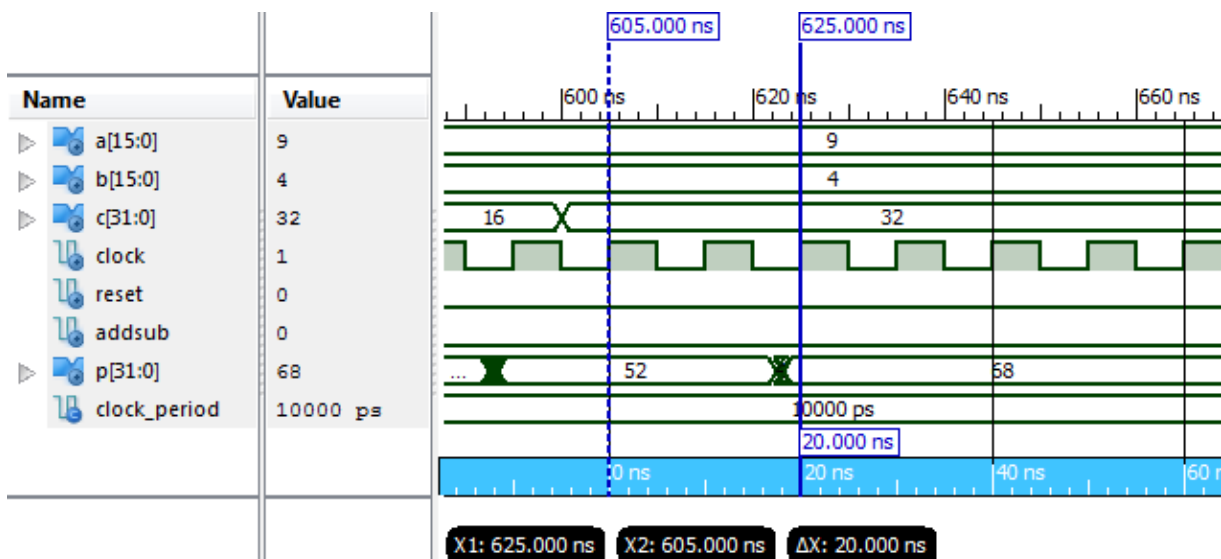 605.000 ns 625.000 ns
Name Value 600 ns 620 ns 640 ns 660 ns
a[15:0] 9 9
b[15:0] 4 4
c[31:0] 32 16 32
clock 1
reset 0
addsub 0
p[31:0] 68 ... 52 68
clock_period 10000 ps 10000 ps
20.000 ns
0 ns 20 ns 40 ns 60 n
X1: 625.000 ns X2: 605.000 ns ΔX: 20.000 ns